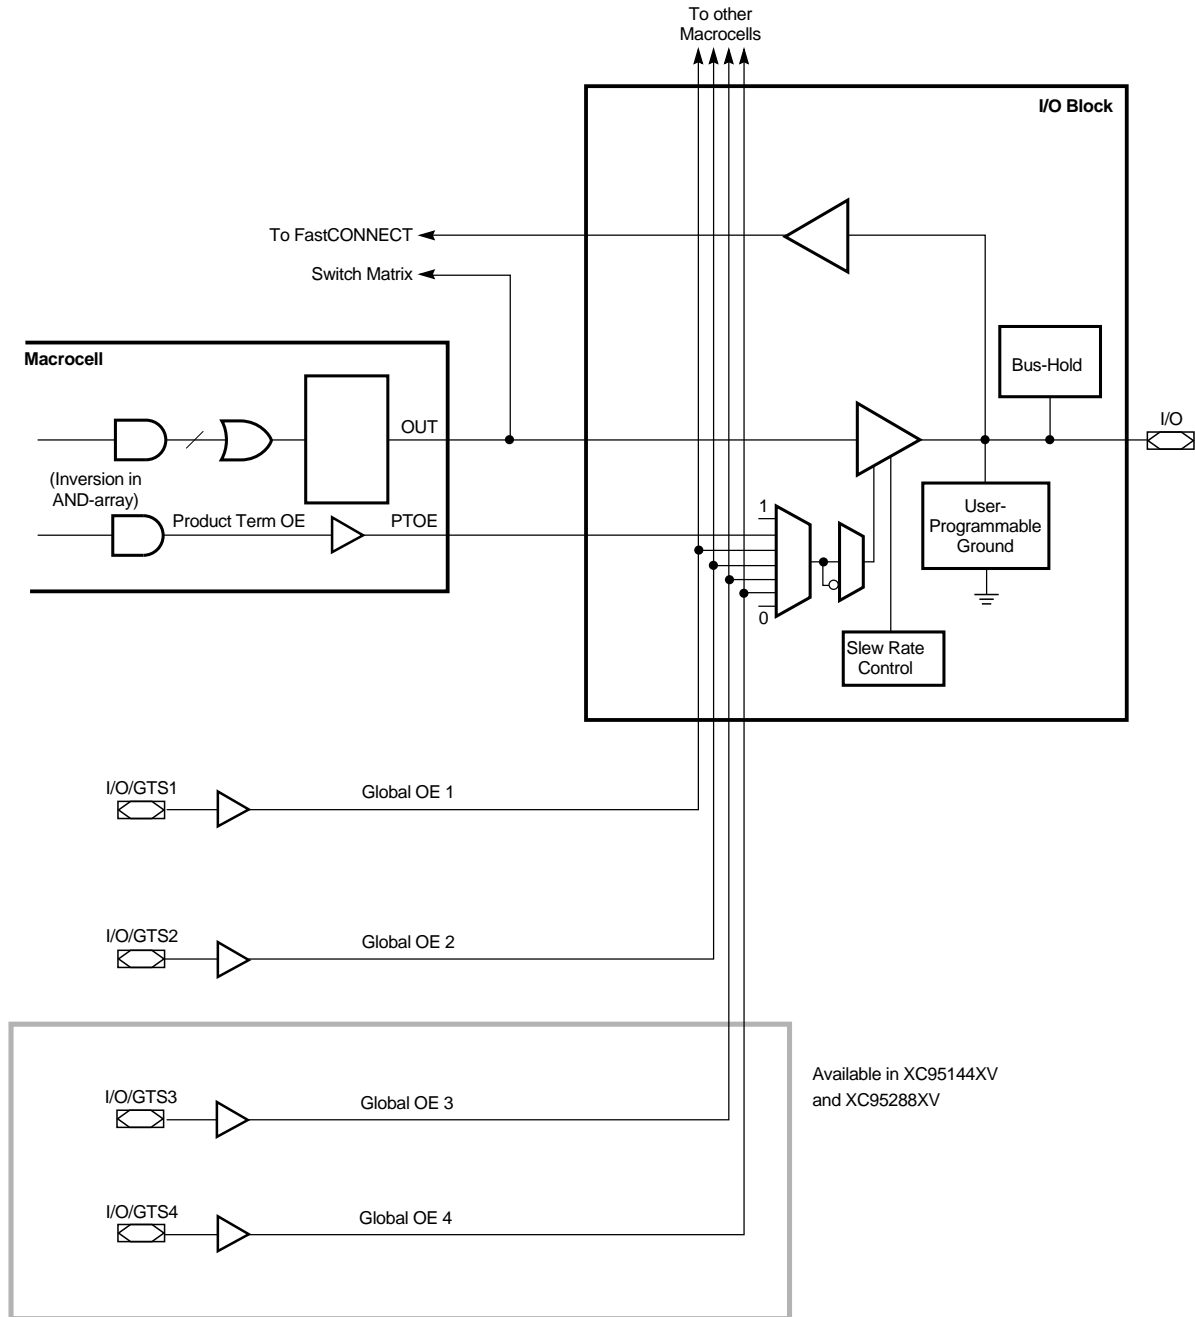 To other
Macrocells
I/O Block
To FastCONNECT
Switch Matrix
Macrocell
Bus-Hold
OUT
I/O
(Inversion in
AND-array)
Product Term OE
PTOE
1
User-
Programmable
Ground
0
Slew Rate
Control
I/O/GTS1
Global OE 1
I/O/GTS2
Global OE 2
Available in XC95144XV
and XC95288XV
I/O/GTS3
Global OE 3
I/O/GTS4
Global OE 4